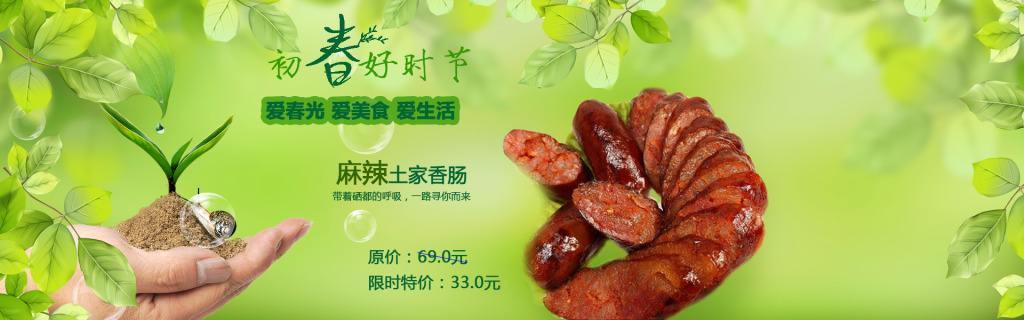 初春好时节
爱春光 爱美食 爱生活
麻辣土家香肠
带着硒都的呼吸，一路寻你而来
原价：69.0元
限时特价：33.0元